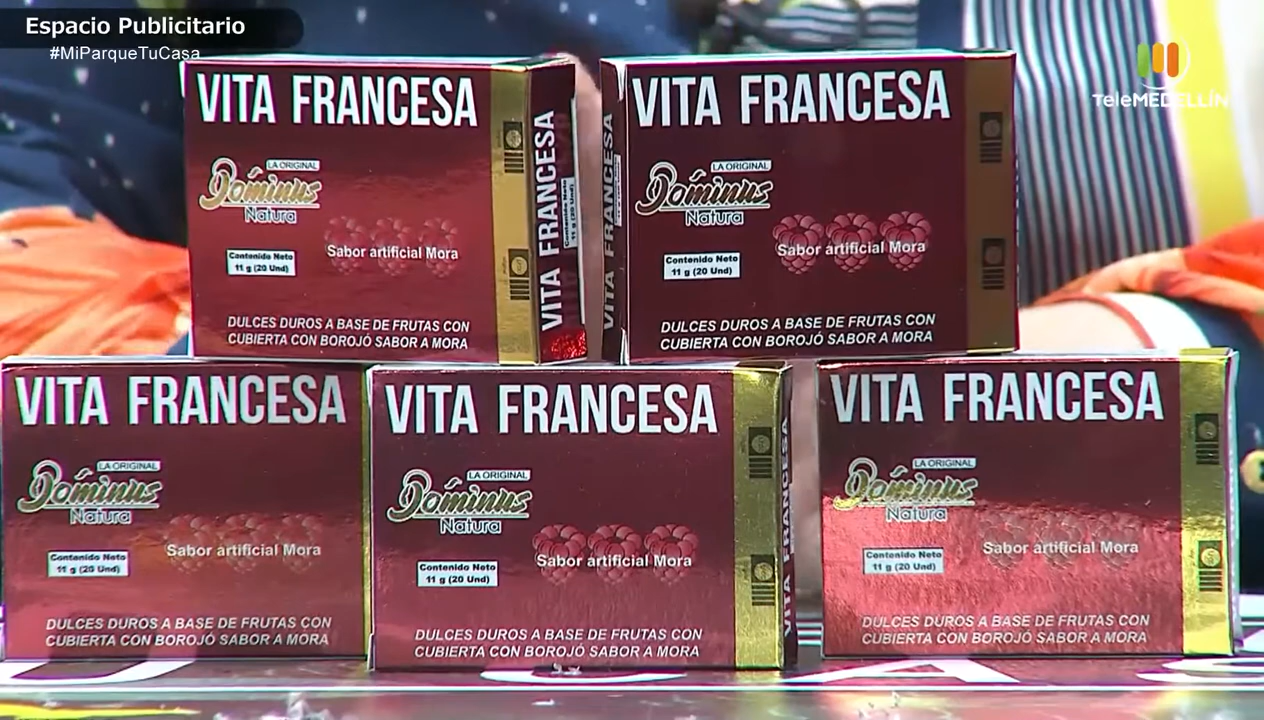 Espacio Publicitario
#MiParqueTuCasa
TeleMEDELLÍN
VITA FRANCESA
LA ORIGINAL
Dóminus
Natura
Sabor artificial Mora
Contenido Neto
11 g (20 Und)
DULCES DUROS A BASE DE FRUTAS CON
CUBIERTA CON BOROJÓ SABOR A MORA
VITA FRANCESA
Contenido Neto
11 g (20 Und)
VITA FRANCESA
VITA FRANCESA
LA ORIGINAL
Dóminus
Natura
Sabor artificial Mora
Contenido Neto
11 g (20 Und)
DULCES DUROS A BASE DE FRUTAS CON
CUBIERTA CON BOROJÓ SABOR A MORA
VITA FRANCESA
LA ORIGINAL
Dóminus
Natura
Sabor artificial Mora
Contenido Neto
11 g (20 Und)
DULCES DUROS A BASE DE FRUTAS CON
CUBIERTA CON BOROJÓ SABOR A MORA
VITA FRANCESA
LA ORIGINAL
Dóminus
Natura
Sabor artificial Mora
Contenido Neto
11 g (20 Und)
DULCES DUROS A BASE DE FRUTAS CON
CUBIERTA CON BOROJÓ SABOR A MORA
VITA FRANCESA
VITA FRANCESA
LA ORIGINAL
Dóminus
Natura
Sabor artificial Mora
Contenido Neto
11 g (20 Und)
DULCES DUROS A BASE DE FRUTAS CON
CUBIERTA CON BOROJÓ SABOR A MORA